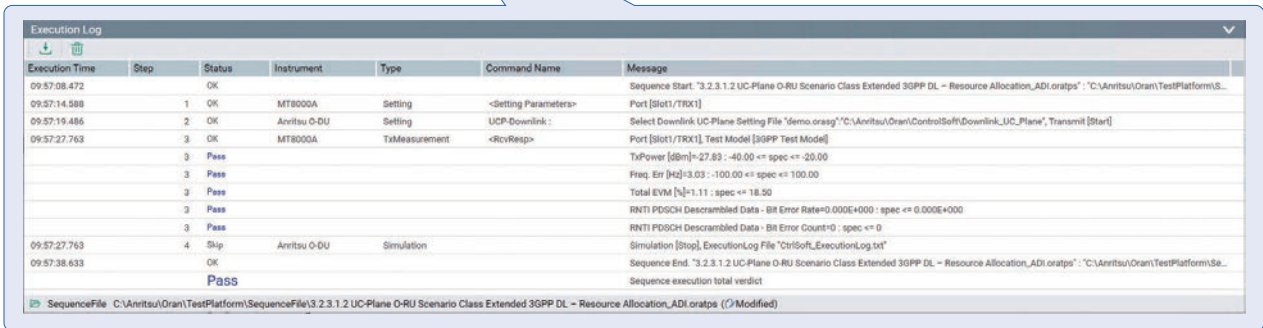 Execution Log
Execution Time Step Status Instrument Type Command Name Message
09:57:08.472 OK Sequence Start. "3.2.3.1.2 UC-Plane O-RU Scenario Class Extended 3GPP DL – Resource Allocation_ADI.oratps" : "C:\Anritsu\Oran\TestPlatform\S...
09:57:14.588 1 OK MT8000A Setting <Setting Parameters> Port [Slot1/TRX1]
09:57:19.486 2 OK Anritsu O-DU Setting UCP-Downlink : Select Downlink UC-Plane Setting File "demo.orasg":"C:\Anritsu\Oran\ControlSoft\Downlink_UC_Plane", Transmit [Start]
09:57:27.763 3 OK MT8000A TxMeasurement <RcvResp> Port [Slot1/TRX1], Test Model [3GPP Test Model]
3 Pass TxPower [dBm]=-27.83 : -40.00 <= spec <= -20.00
3 Pass Freq. Err [Hz]=3.03 : -100.00 <= spec <= 100.00
3 Pass Total EVM [%]=1.11 : spec <= 18.50
3 Pass RNTI PDSCH Descrambled Data - Bit Error Rate=0.000E+000 : spec <= 0.000E+000
3 Pass RNTI PDSCH Descrambled Data - Bit Error Count=0 : spec <= 0
09:57:27.763 4 Skip Anritsu O-DU Simulation Simulation [Stop], ExecutionLog File "CtrlSoft_ExecutionLog.txt"
09:57:38.633 OK Sequence End. "3.2.3.1.2 UC-Plane O-RU Scenario Class Extended 3GPP DL – Resource Allocation_ADI.oratps" : "C:\Anritsu\Oran\TestPlatform\Se...
Pass Sequence execution total verdict
SequenceFile C:\Anritsu\Oran\TestPlatform\SequenceFile\3.2.3.1.2 UC-Plane O-RU Scenario Class Extended 3GPP DL – Resource Allocation_ADI.oratps (Modified)